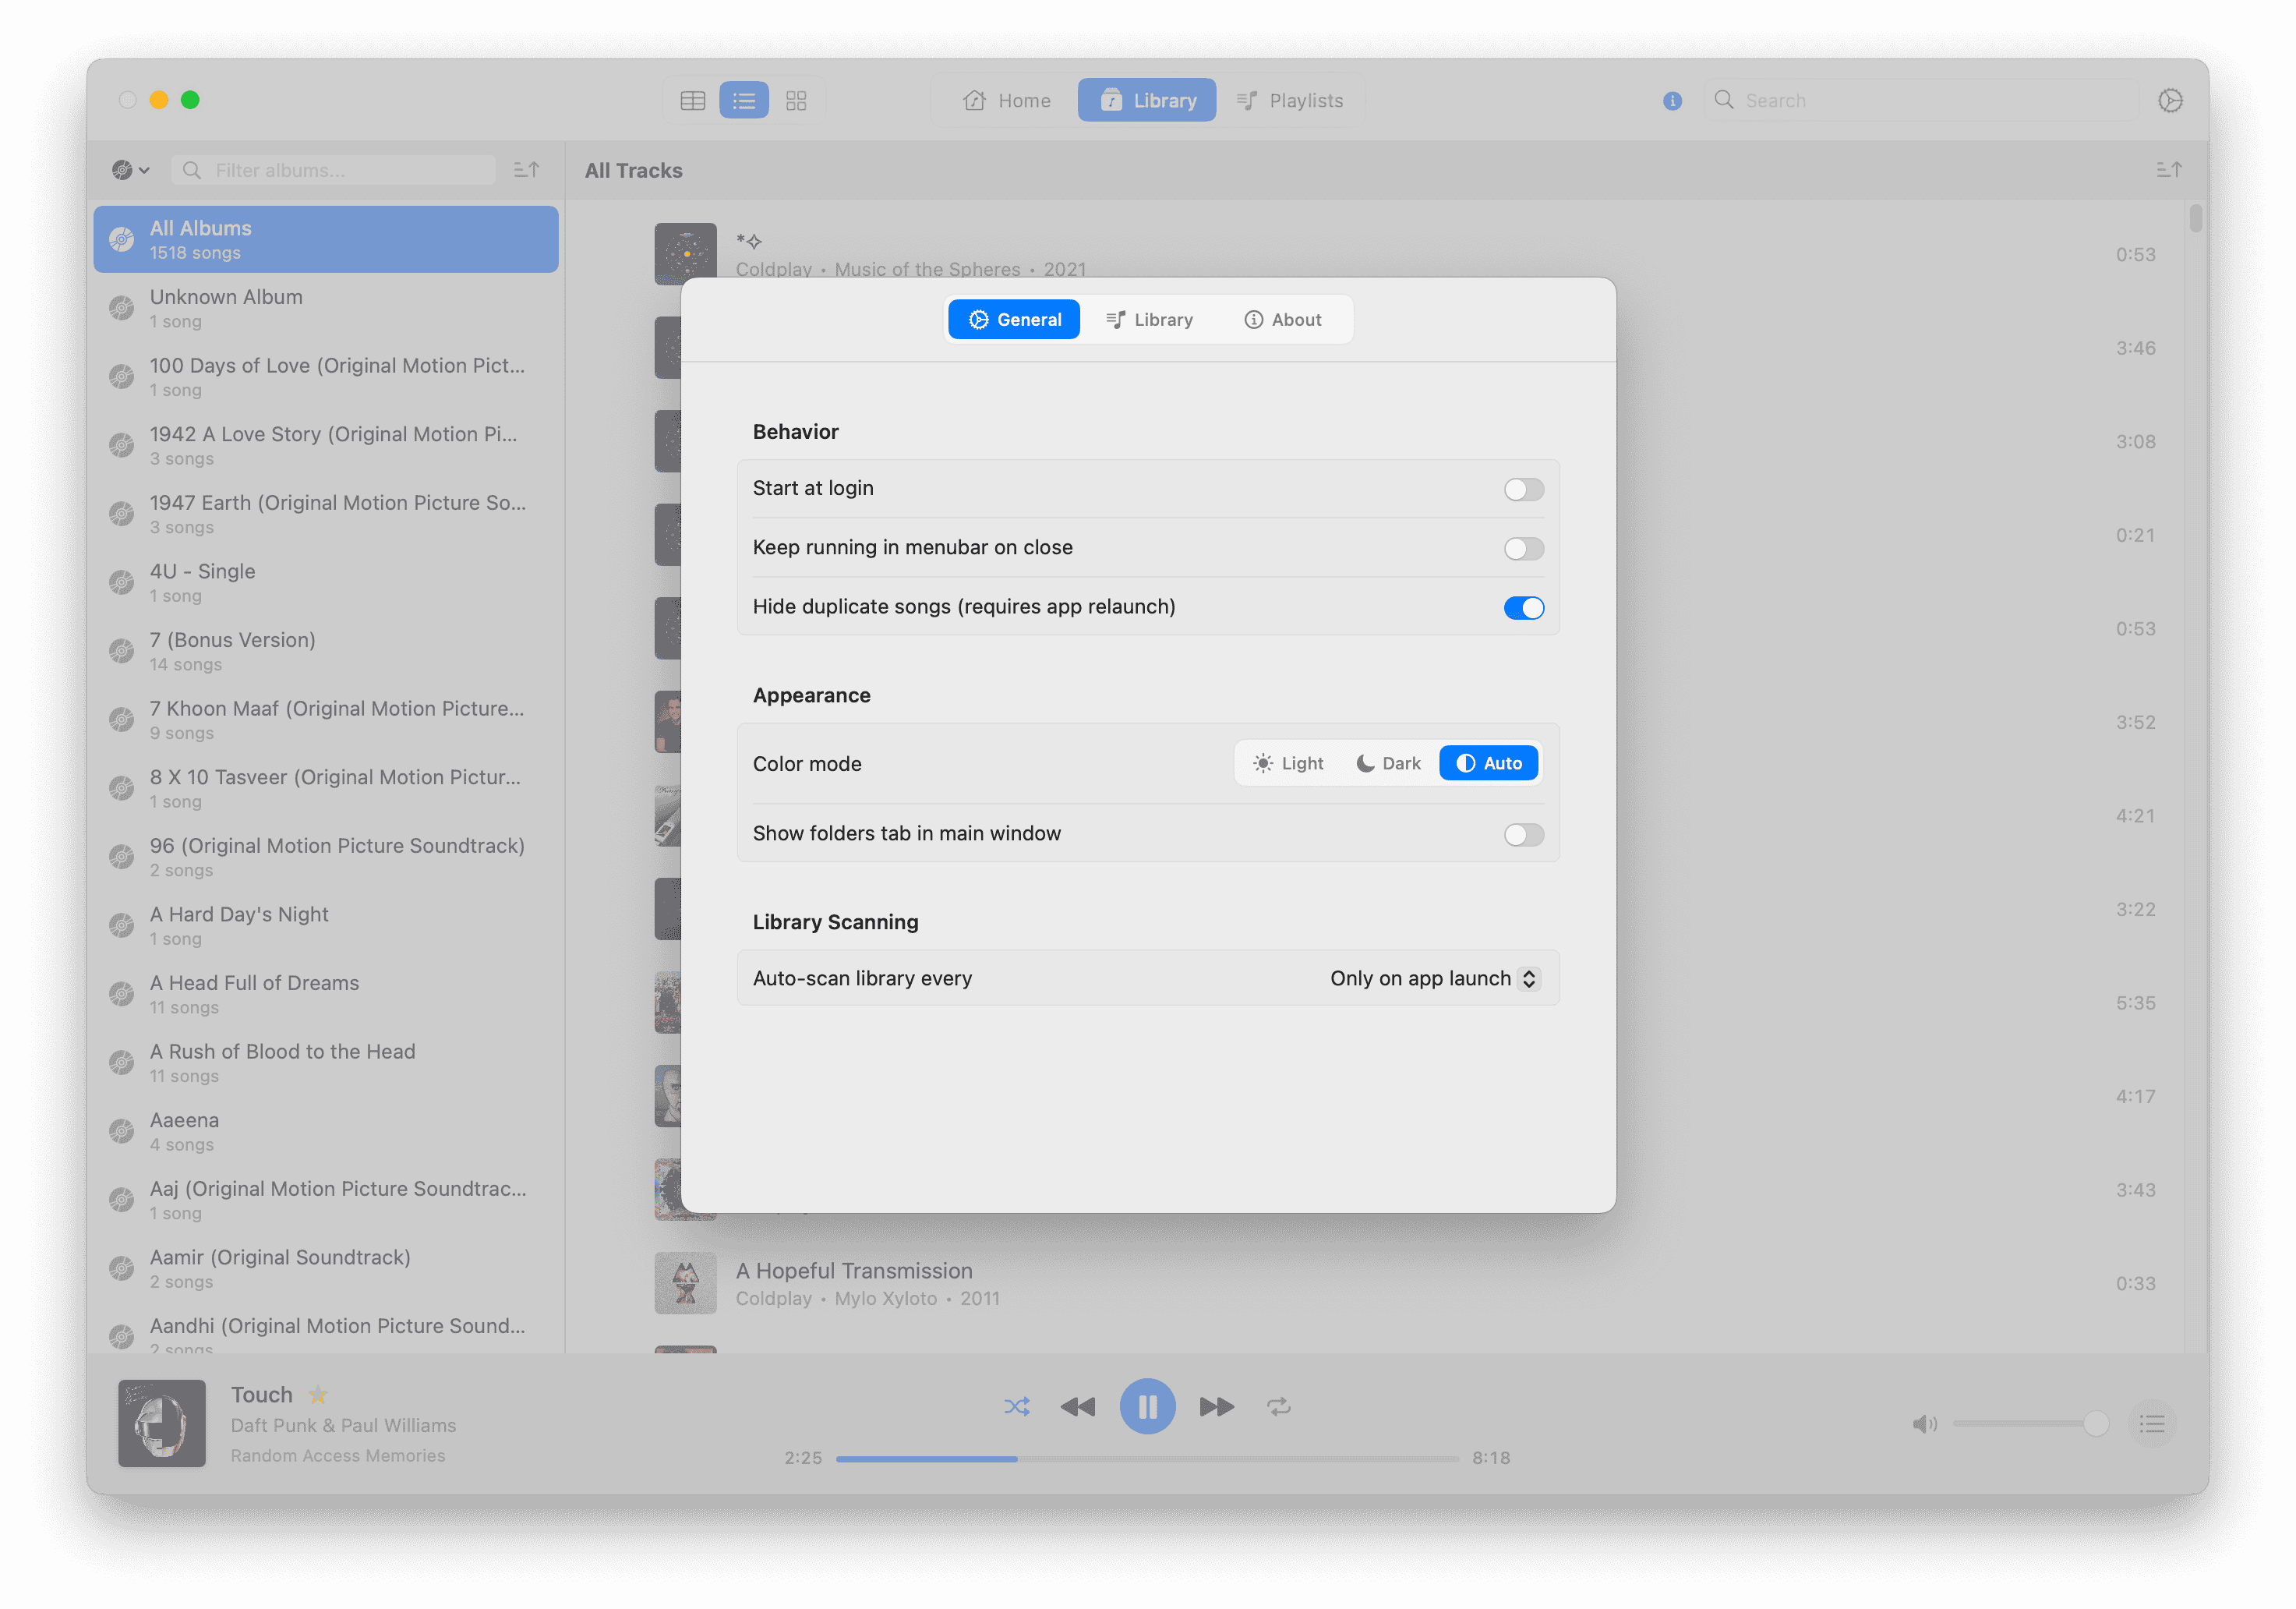 Home
Library
Playlists
Search
Filter albums...
All Tracks
All Albums
1518 songs
Unknown Album
1 song
100 Days of Love (Original Motion Pict...
1 song
1942 A Love Story (Original Motion Pi...
3 songs
1947 Earth (Original Motion Picture So...
3 songs
4U - Single
1 song
7 (Bonus Version)
14 songs
7 Khoon Maaf (Original Motion Picture...
9 songs
8 X 10 Tasveer (Original Motion Pictur...
1 song
96 (Original Motion Picture Soundtrack)
2 songs
A Hard Day's Night
1 song
A Head Full of Dreams
11 songs
A Rush of Blood to the Head
11 songs
Aaeena
4 songs
Aaj (Original Motion Picture Soundtrac...
1 song
Aamir (Original Soundtrack)
2 songs
Aandhi (Original Motion Picture Sound...
2 songs
*✧
Coldplay • Music of the Spheres • 2021
0:53
3:46
3:08
0:21
0:53
3:52
4:21
3:22
5:35
4:17
3:43
A Hopeful Transmission
Coldplay • Mylo Xyloto • 2011
0:33
General
Library
About
Behavior
Start at login
Keep running in menubar on close
Hide duplicate songs (requires app relaunch)
Appearance
Color mode
Light
Dark
Auto
Show folders tab in main window
Library Scanning
Auto-scan library every
Only on app launch
Touch
Daft Punk & Paul Williams
Random Access Memories
2:25
8:18